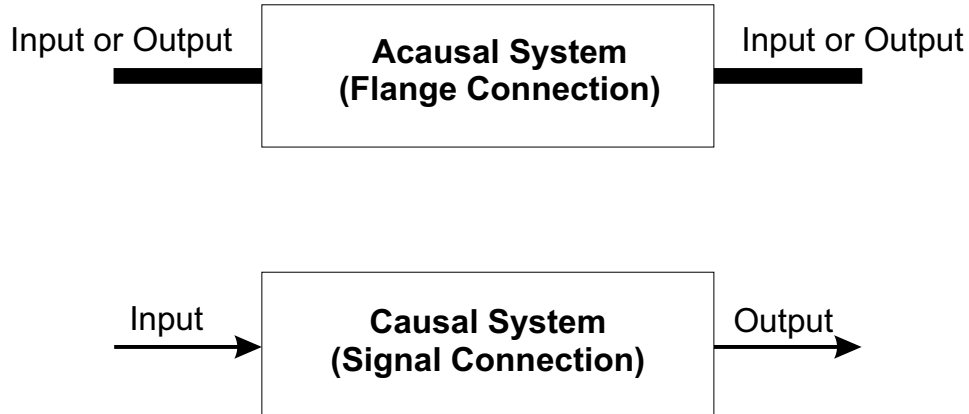 Input or Output
Acausal System
(Flange Connection)
Input or Output
Input
Causal System
(Signal Connection)
Output